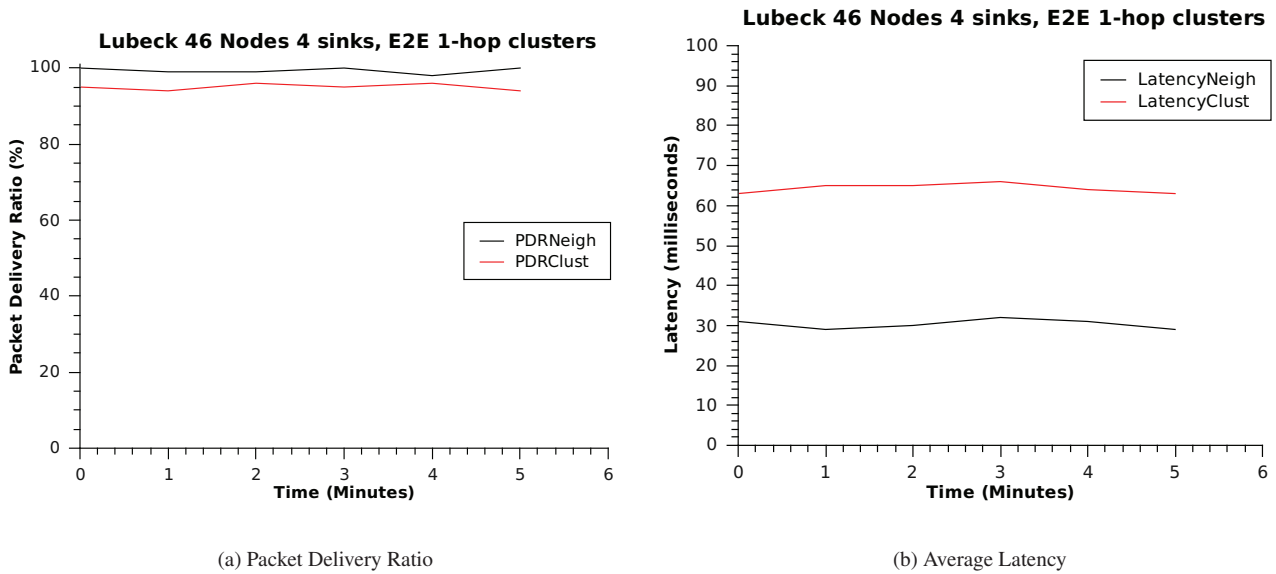 Lubeck 46 Nodes 4 sinks, E2E 1-hop clusters
Packet Delivery Ratio (%)
100
80
60
40
20
0
PDRNeigh
PDRClust
0 1 2 3 4 5 6
Time (Minutes)
(a) Packet Delivery Ratio
Lubeck 46 Nodes 4 sinks, E2E 1-hop clusters
Latency (milliseconds)
100
90
80
70
60
50
40
30
20
10
0
LatencyNeigh
LatencyClust
0 1 2 3 4 5 6
Time (Minutes)
(b) Average Latency